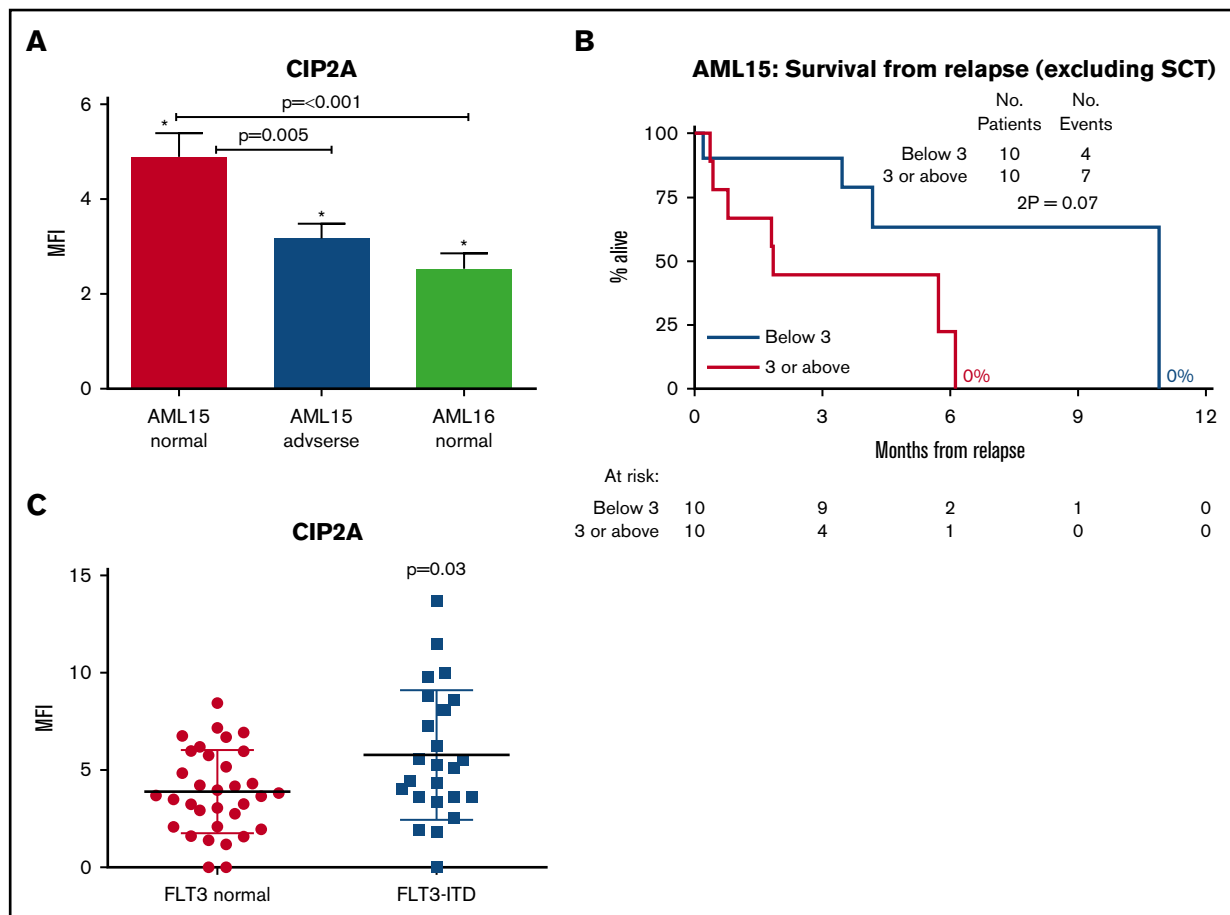 A
CIP2A
p=<0.001
p=0.005
*
*
*
6
4
2
0
MFI
AML15
normal
AML15
advserse
AML16
normal
B
AML15: Survival from relapse (excluding SCT)
No. No.
Patients Events
Below 3 10 4
3 or above 10 7
2P = 0.07
100
75
50
25
0
% alive
Below 3
3 or above
0%
0%
0 3 6 9 12
Months from relapse
At risk:
Below 3 10 9 2 1 0
3 or above 10 4 1 0 0
C
CIP2A
p=0.03
15
10
5
0
MFI
FLT3 normal
FLT3-ITD